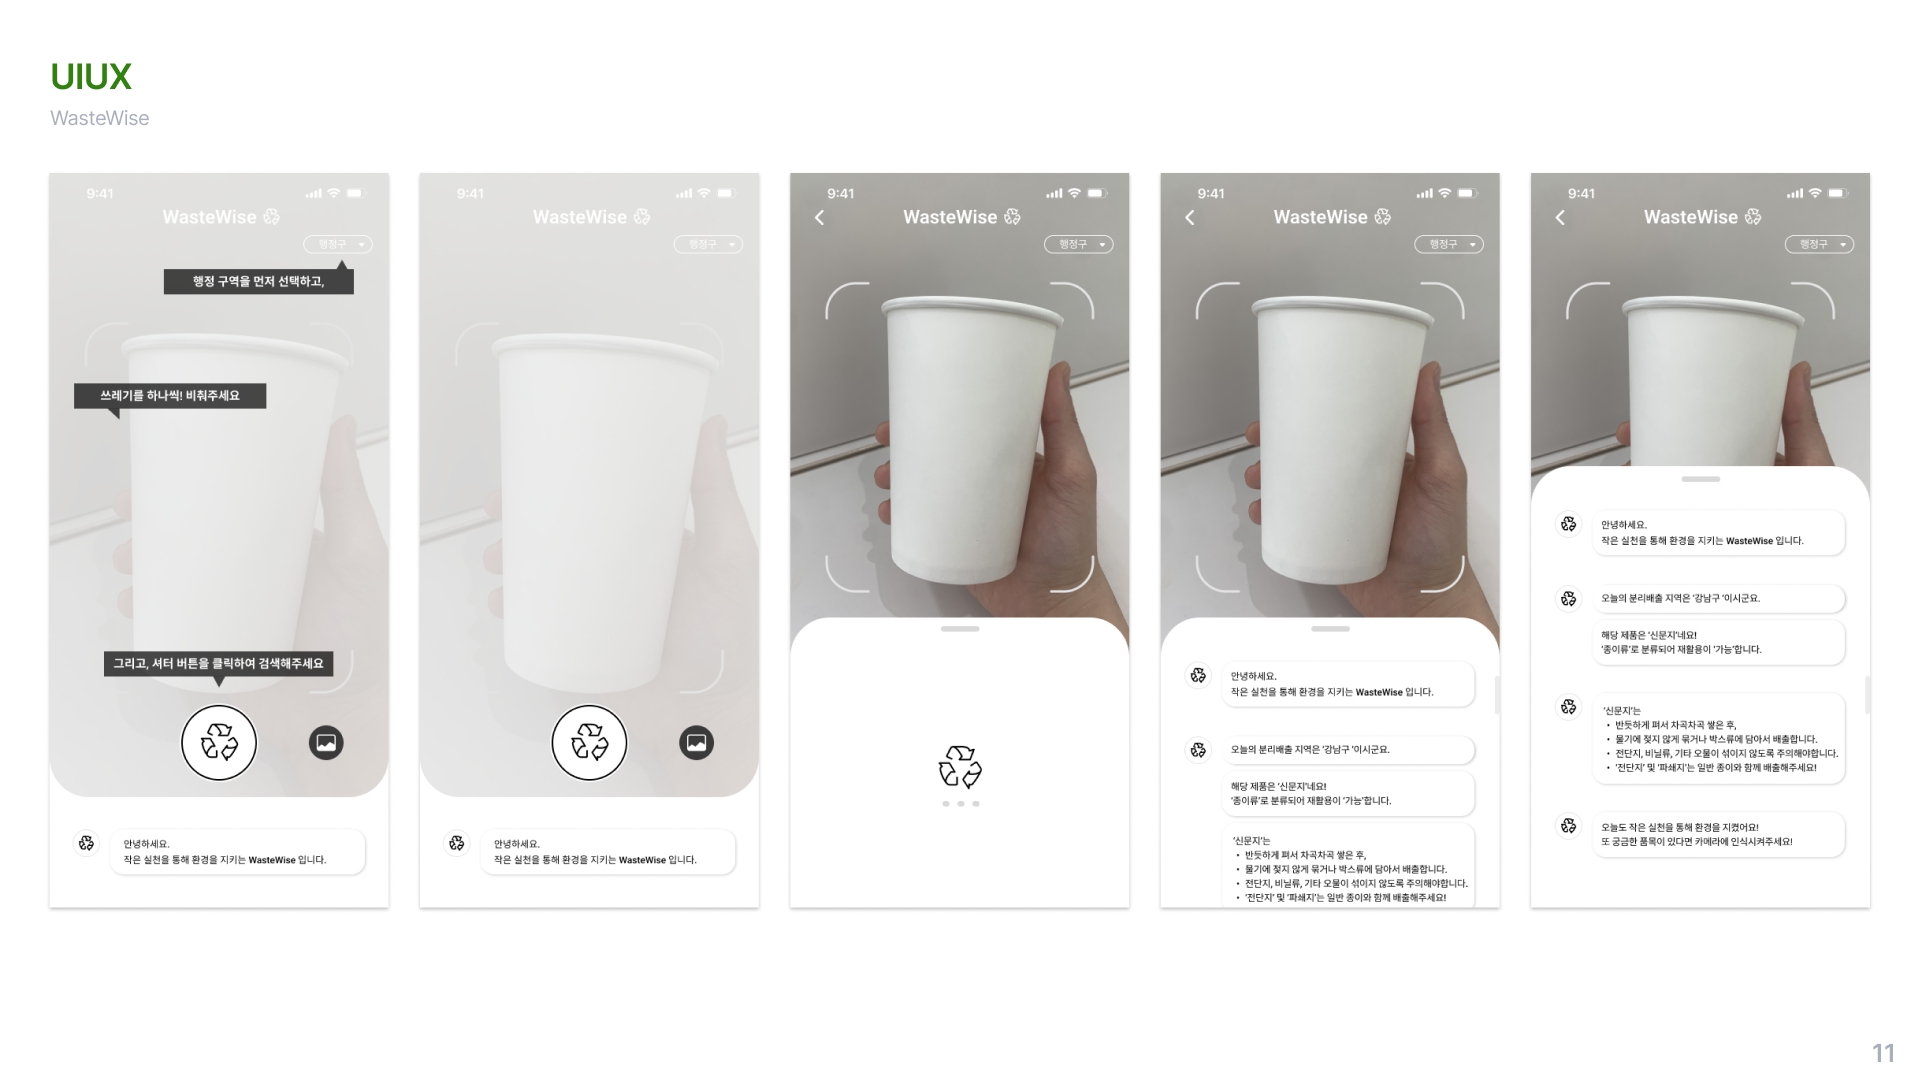 UIUX
WasteWise
9:41
WasteWise
행정구
행정 구역을 먼저 선택하고,
쓰레기를 하나씩! 비춰주세요
그리고, 셔터 버튼을 클릭하여 검색해주세요
안녕하세요.
작은 실천을 통해 환경을 지키는 WasteWise 입니다.
9:41
WasteWise
행정구
안녕하세요.
작은 실천을 통해 환경을 지키는 WasteWise 입니다.
9:41
WasteWise
행정구
9:41
WasteWise
행정구
안녕하세요.
작은 실천을 통해 환경을 지키는 WasteWise 입니다.
오늘의 분리배출 지역은 '강남구 '이시군요.
해당 제품은 '신문지'네요!
'종이류'로 분류되어 재활용이 '가능'합니다.
'신문지'는
• 반듯하게 펴서 차곡차곡 쌓은 후,
• 물기에 젖지 않게 묶거나 박스류에 담아서 배출합니다.
• 전단지, 비닐류, 기타 오물이 섞이지 않도록 주의해야합니다.
• '전단지' 및 '파쇄지'는 일반 종이와 함께 배출해주세요!
9:41
WasteWise
행정구
안녕하세요.
작은 실천을 통해 환경을 지키는 WasteWise 입니다.
오늘의 분리배출 지역은 '강남구 '이시군요.
해당 제품은 '신문지'네요!
'종이류'로 분류되어 재활용이 '가능'합니다.
'신문지'는
• 반듯하게 펴서 차곡차곡 쌓은 후,
• 물기에 젖지 않게 묶거나 박스류에 담아서 배출합니다.
• 전단지, 비닐류, 기타 오물이 섞이지 않도록 주의해야합니다.
• '전단지' 및 '파쇄지'는 일반 종이와 함께 배출해주세요!
오늘도 작은 실천을 통해 환경을 지켰어요!
또 궁금한 품목이 있다면 카메라에 인식시켜주세요!
11